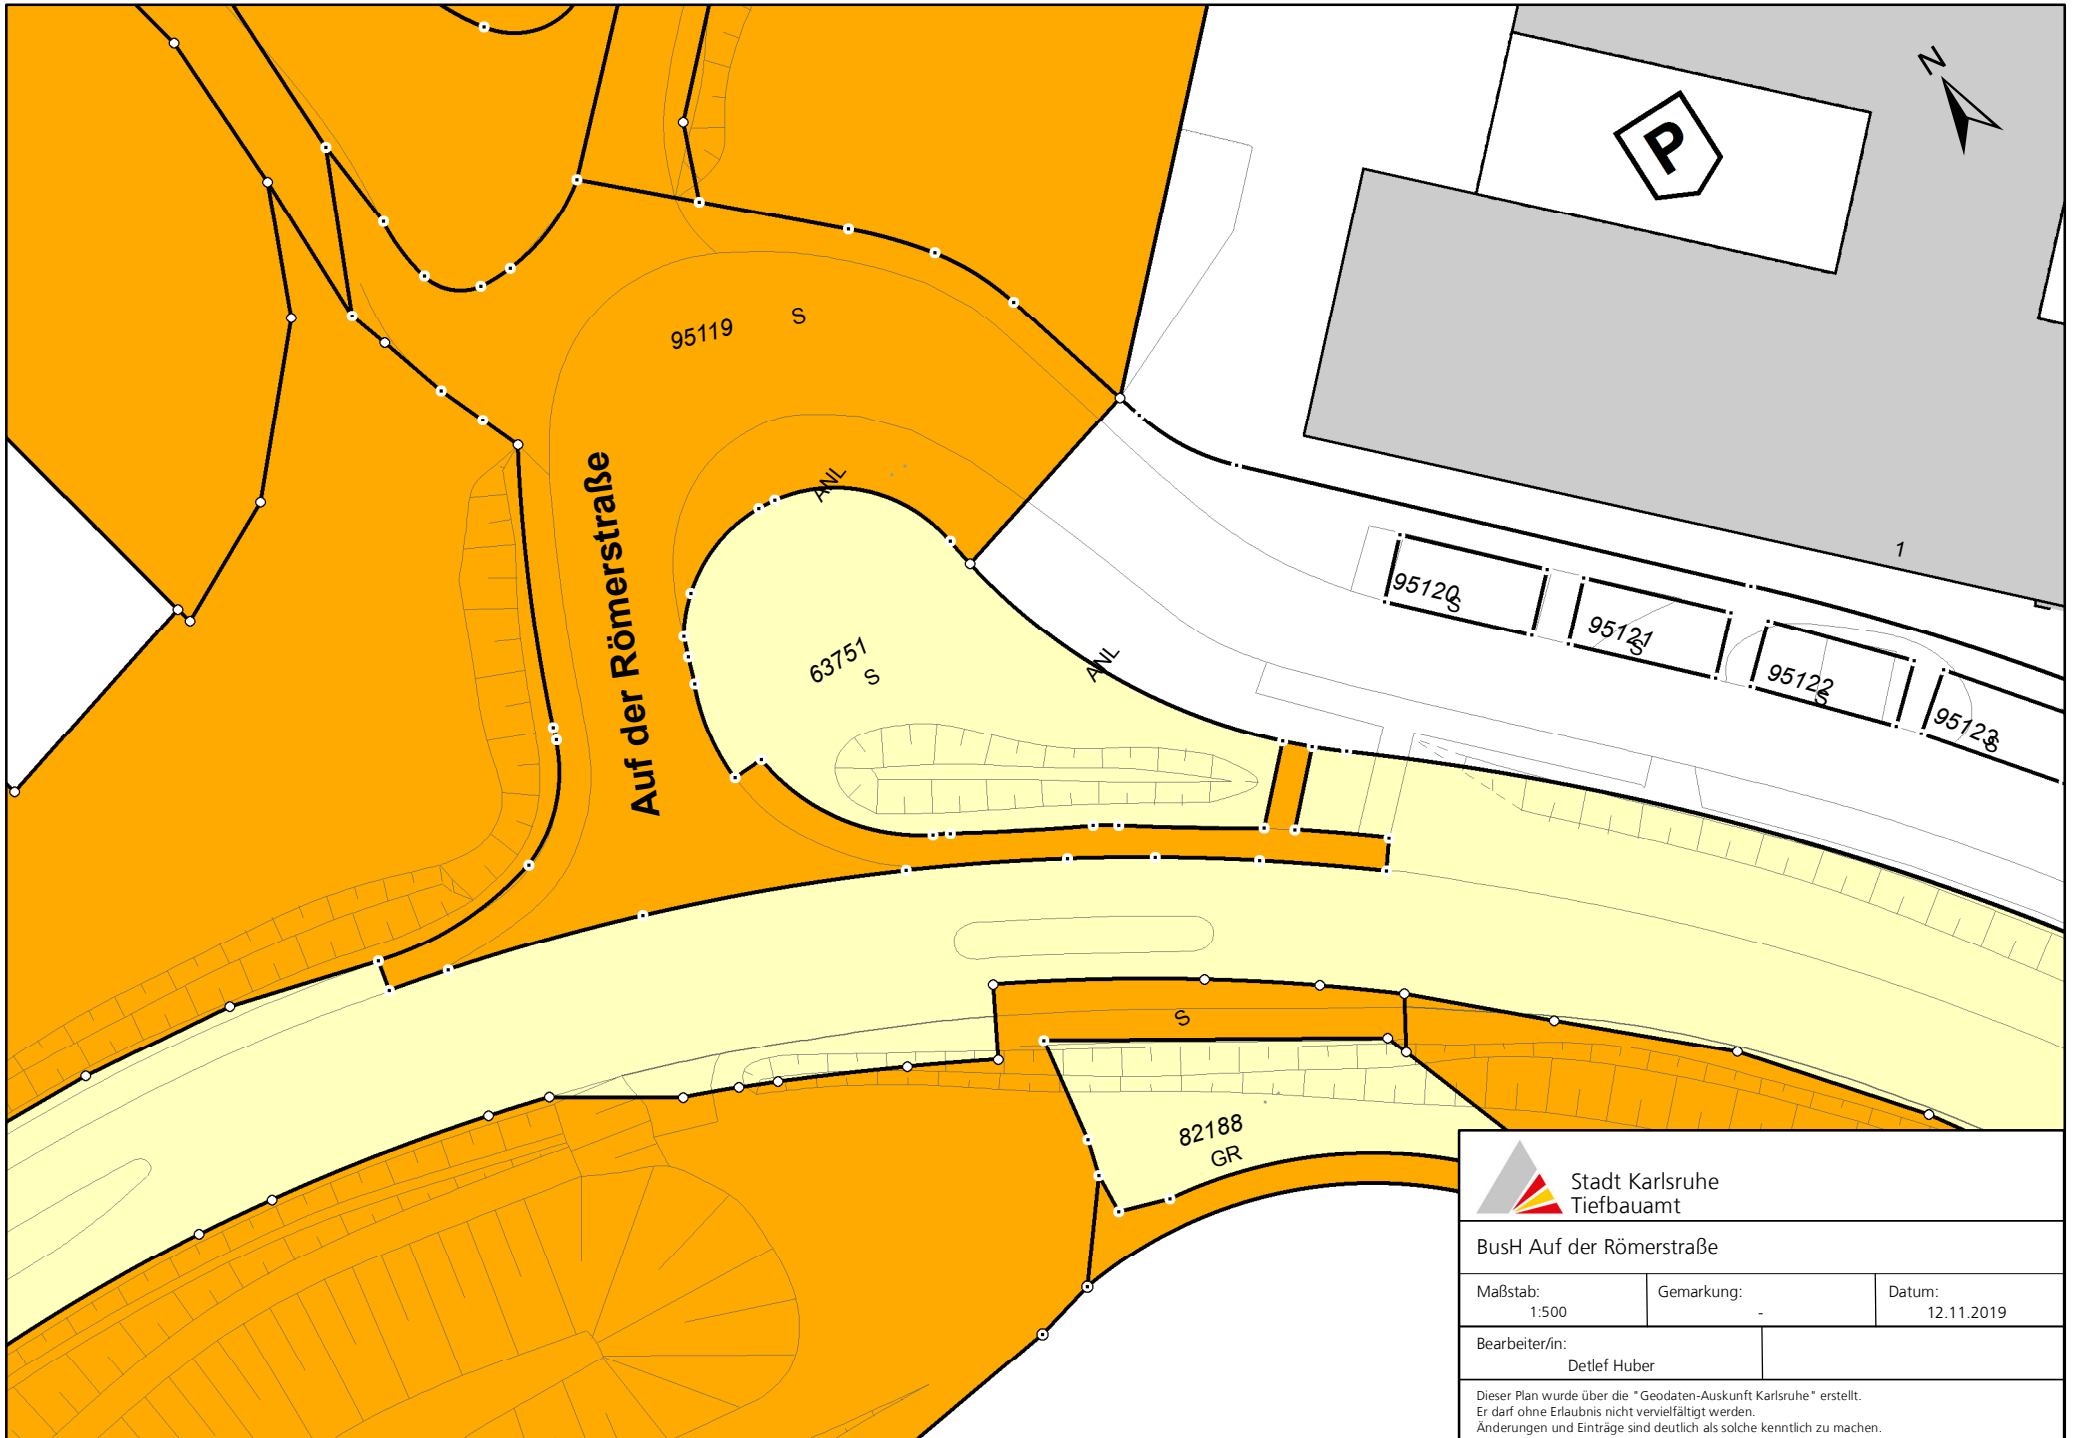 N
P
95119
S
Auf der Römerstraße
ANL
63751
S
ANL
1
95120
S
95121
S
95122
S
95123
S
S
82188
GR
Stadt Karlsruhe
Tiefbauamt
BusH Auf der Römerstraße
Maßstab:
1:500
Gemarkung:
-
Datum:
12.11.2019
Bearbeiter/in:
Detlef Huber
Dieser Plan wurde über die "Geodaten-Auskunft Karlsruhe" erstellt.
Er darf ohne Erlaubnis nicht vervielfältigt werden.
Änderungen und Einträge sind deutlich als solche kenntlich zu machen.